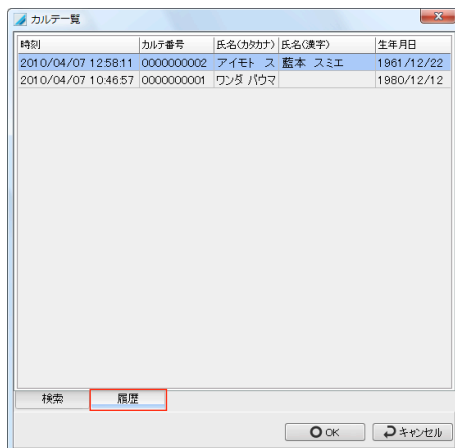 カルテ一覧
時刻 カルテ番号 氏名(カタカナ) 氏名(漢字) 生年月日
2010/04/07 12:58:11 0000000002 アイモト ス 藍本 スミエ 1961/12/22
2010/04/07 10:46:57 0000000001 ワンダ パウマ 1980/12/12
検索 履歴
OK キャンセル